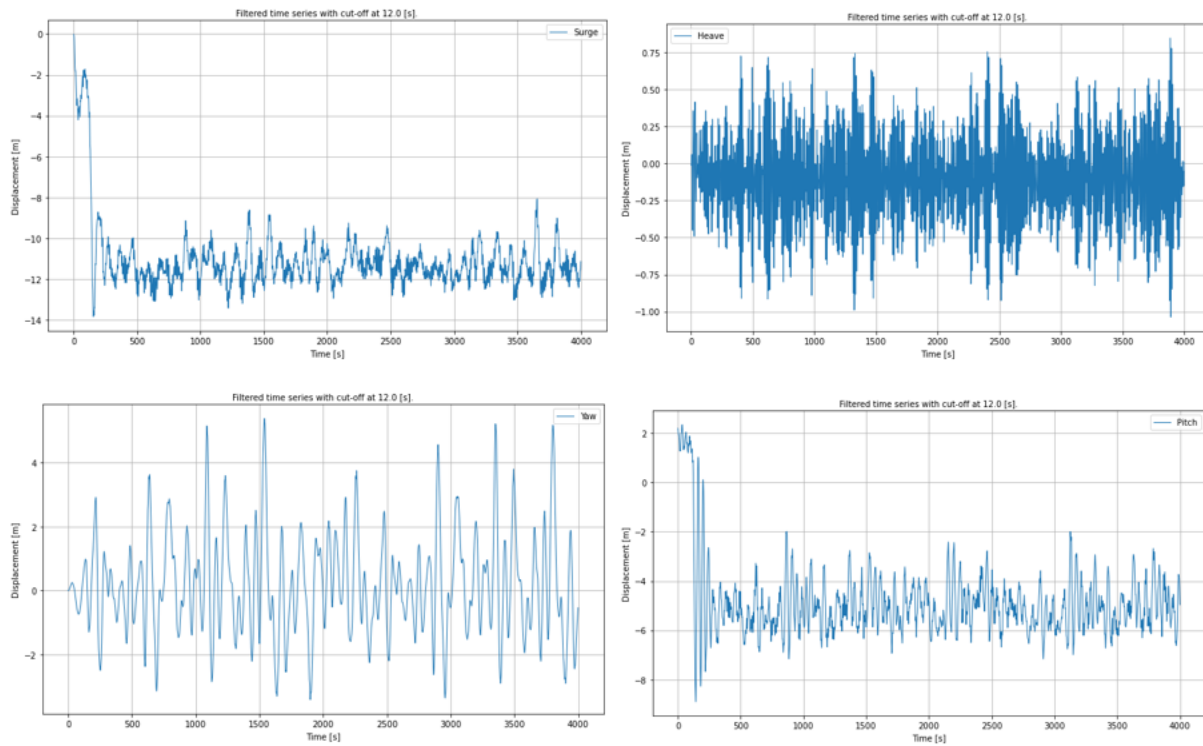 Filtered time series with cut-off at 12.0 [s].
Surge
0
−2
−4
−6
−8
−10
−12
−14
Displacement [m]
0 500 1000 1500 2000 2500 3000 3500 4000
Time [s]
Filtered time series with cut-off at 12.0 [s].
Heave
0.75
0.50
0.25
0.00
−0.25
−0.50
−0.75
−1.00
Displacement [m]
0 500 1000 1500 2000 2500 3000 3500 4000
Time [s]
Filtered time series with cut-off at 12.0 [s].
Yaw
4
2
0
−2
Displacement [m]
0 500 1000 1500 2000 2500 3000 3500 4000
Time [s]
Filtered time series with cut-off at 12.0 [s].
Pitch
2
0
−2
−4
−6
−8
Displacement [m]
0 500 1000 1500 2000 2500 3000 3500 4000
Time [s]